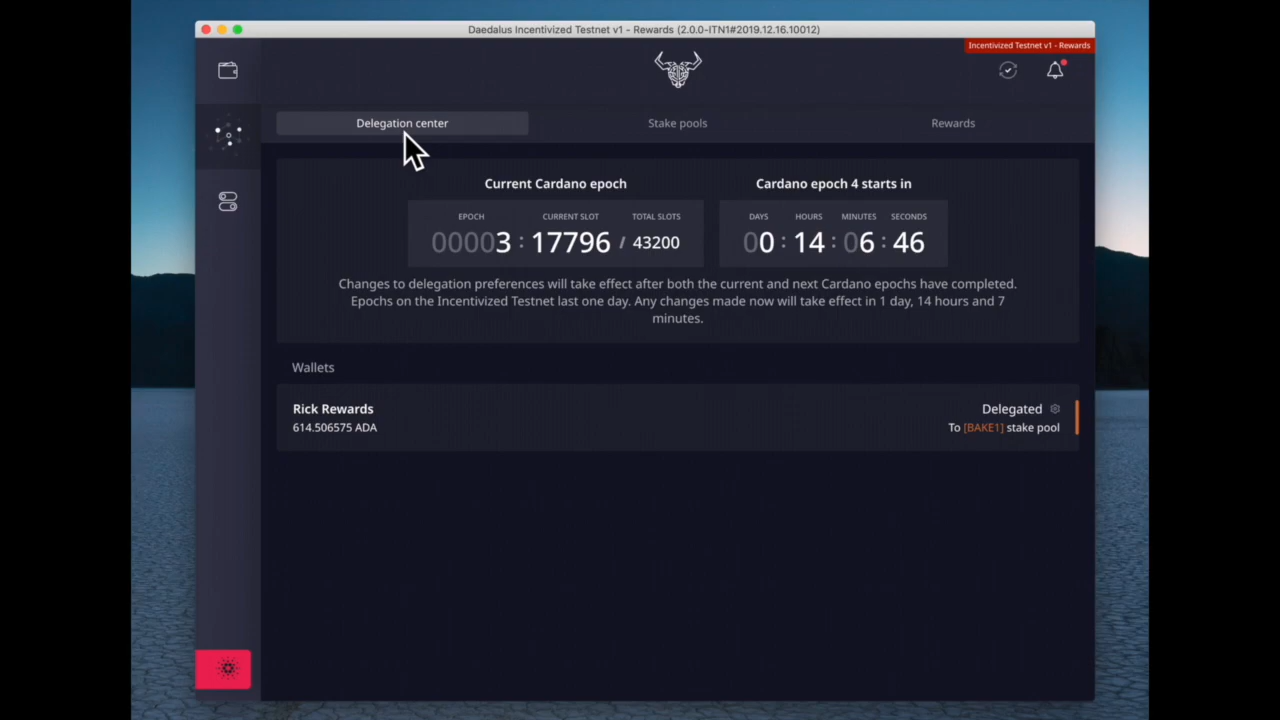 Daedalus Incentivized Testnet v1 - Rewards (2.0.0-ITN1#2019.12.16.10012)
Incentivized Testnet v1 - Rewards
Delegation center
Stake pools
Rewards
Current Cardano epoch
Cardano epoch 4 starts in
EPOCH CURRENT SLOT TOTAL SLOTS
00003 : 17796 / 43200
DAYS HOURS MINUTES SECONDS
00 : 14 : 06 : 46
Changes to delegation preferences will take effect after both the current and next Cardano epochs have completed.
Epochs on the Incentivized Testnet last one day. Any changes made now will take effect in 1 day, 14 hours and 7
minutes.
Wallets
Rick Rewards
614.506575 ADA
Delegated
To [BAKE1] stake pool